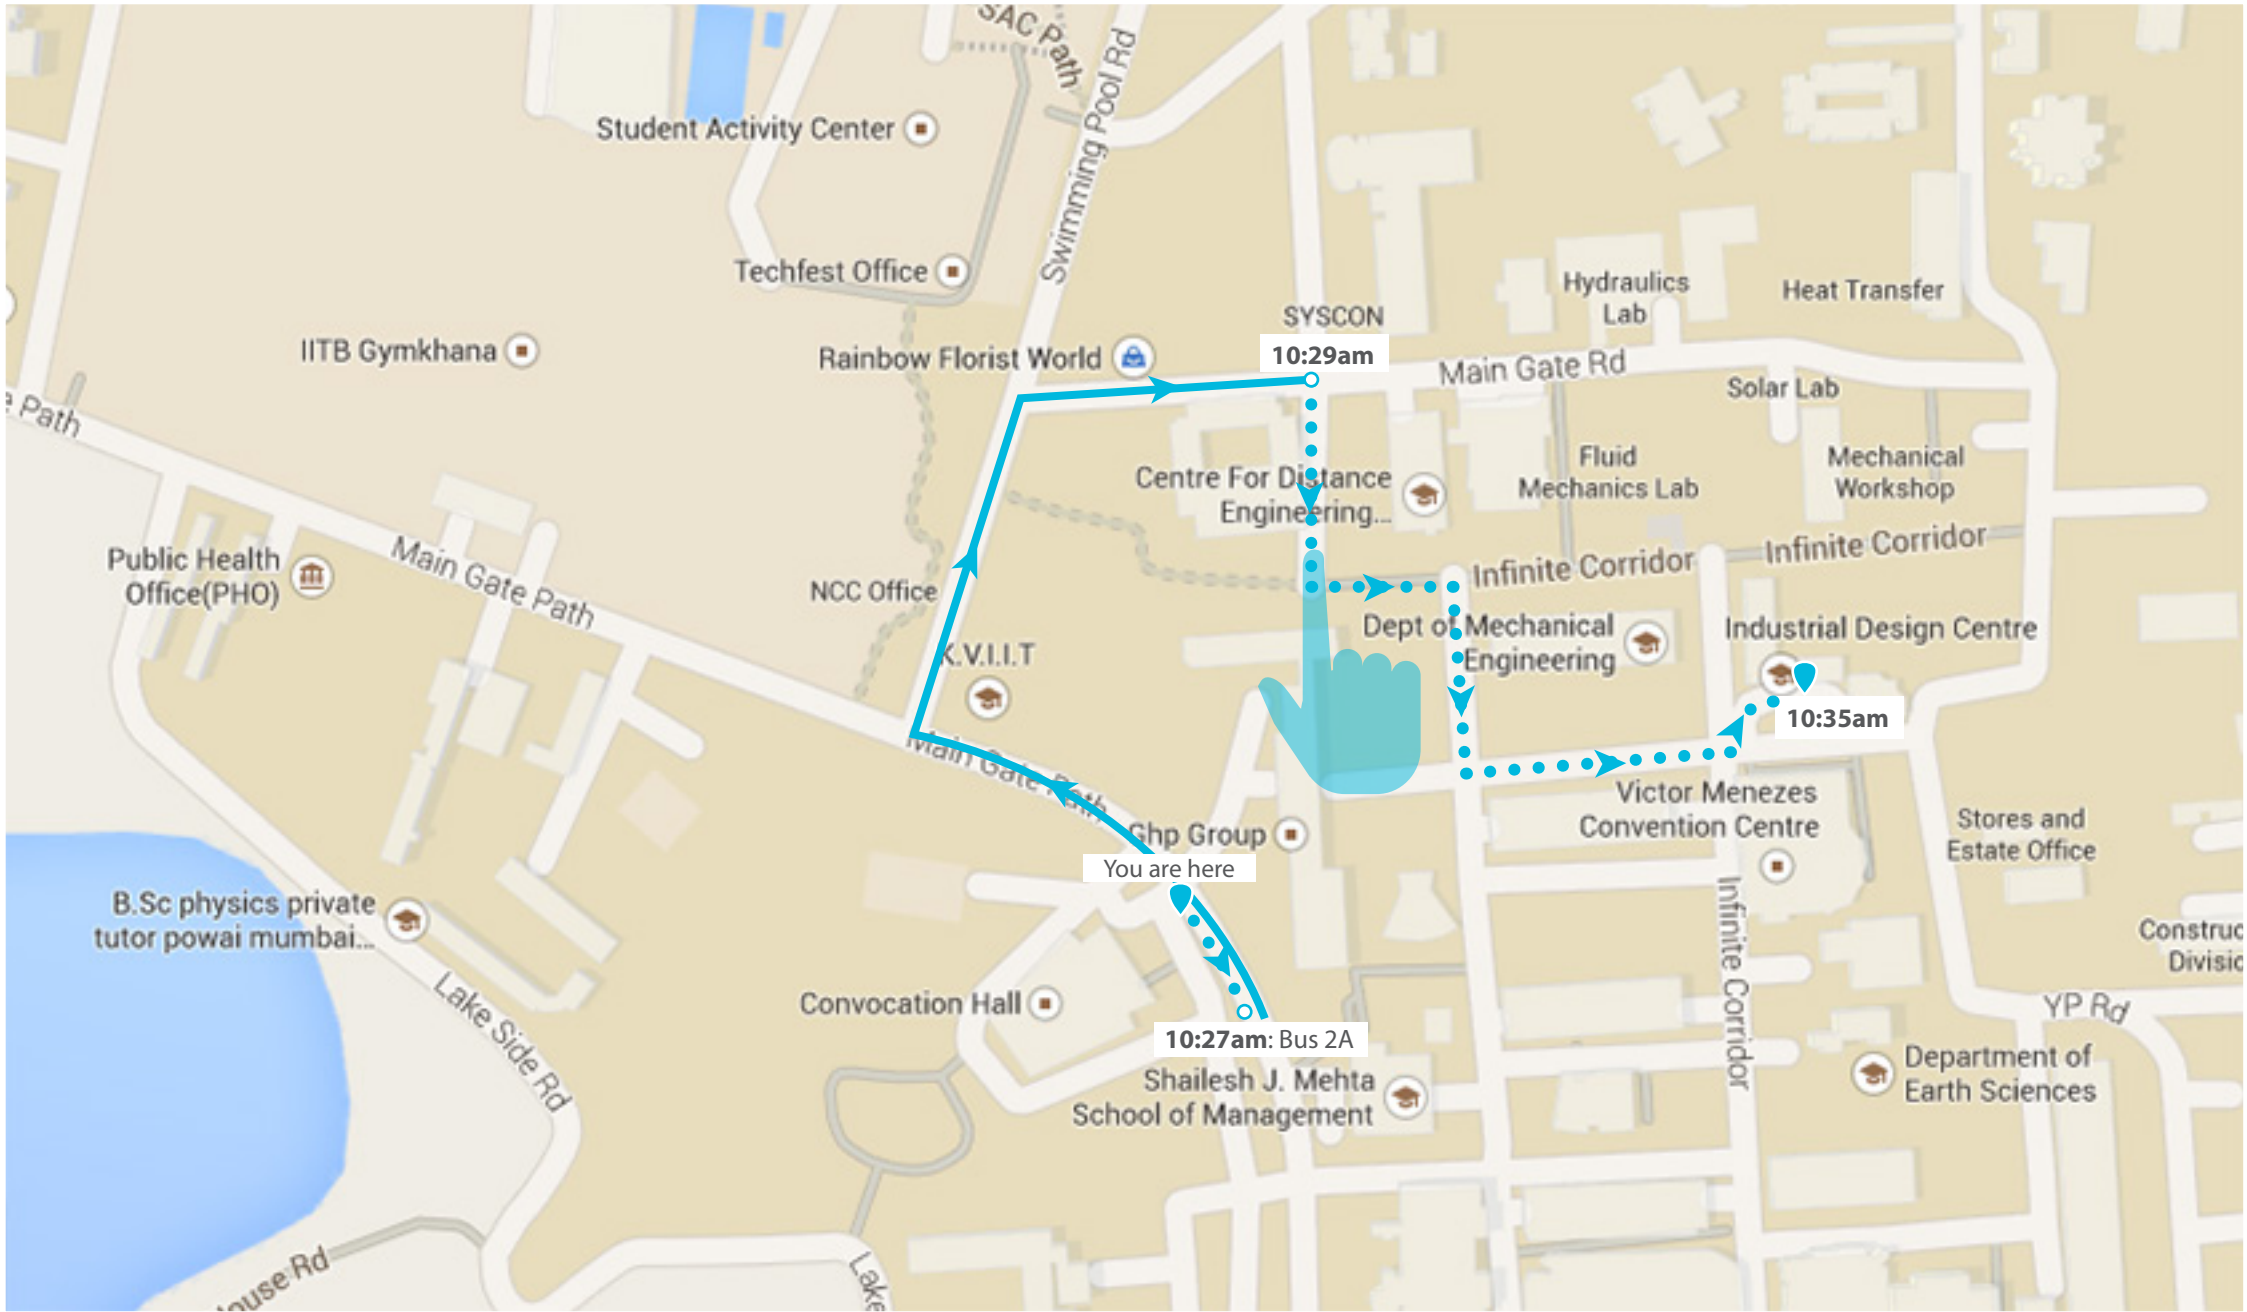 SAC Path
Swimming Pool Rd
Student Activity Center
Techfest Office
Hydraulics
Lab
Heat Transfer
SYSCON
IITB Gymkhana
Rainbow Florist World
10:29am
Main Gate Rd
Solar Lab
Path
Centre For Distance
Engineering...
Fluid
Mechanics Lab
Mechanical
Workshop
Public Health
Office(PHO)
Main Gate Path
NCC Office
Infinite Corridor
Infinite Corridor
K.V.I.I.T
Dept of Mechanical
Engineering
Industrial Design Centre
10:35am
Main Gate Path
Victor Menezes
Convention Centre
Ghp Group
Stores and
Estate Office
You are here
B.Sc physics private
tutor powai mumbai...
Infinite Corridor
Construc
Divisic
Lake Side Rd
Convocation Hall
YP Rd
10:27am: Bus 2A
Shailesh J. Mehta
School of Management
Department of
Earth Sciences
ouse Rd
Lake